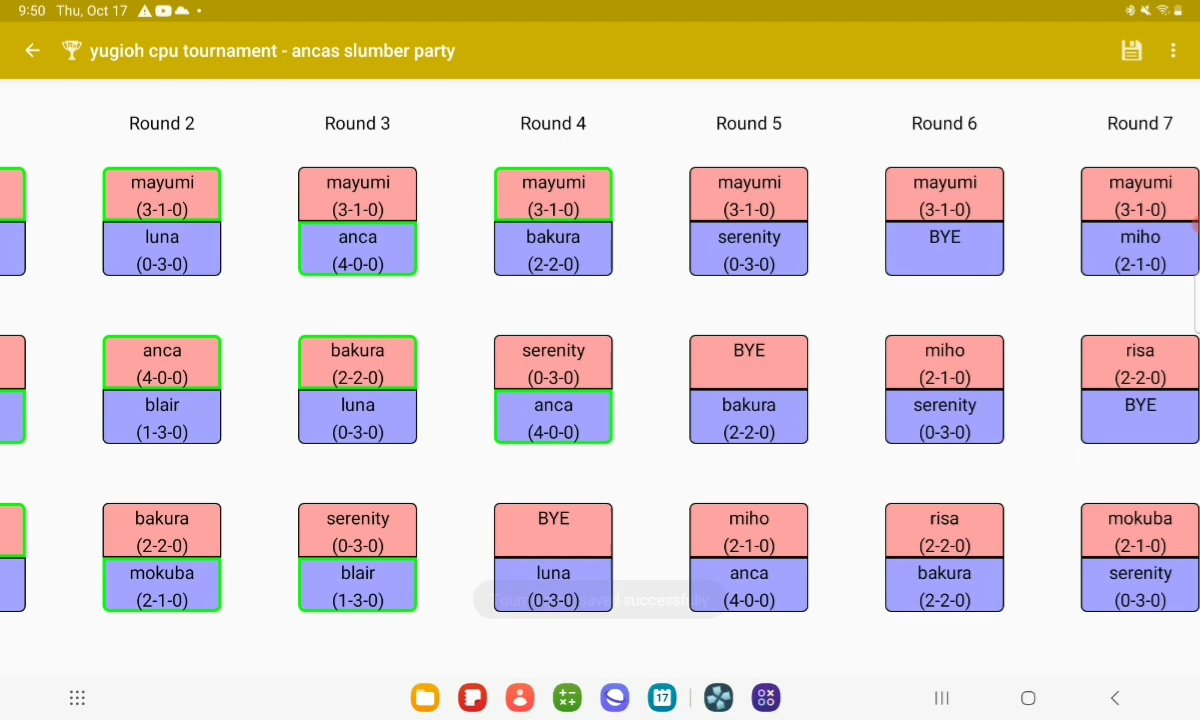 9:50 Thu, Oct 17
yugioh cpu tournament - ancas slumber party
Round 2 Round 3 Round 4 Round 5 Round 6 Round 7
mayumi mayumi mayumi mayumi mayumi mayumi
(3-1-0) (3-1-0) (3-1-0) (3-1-0) (3-1-0) (3-1-0)
luna anca bakura serenity BYE miho
(0-3-0) (4-0-0) (2-2-0) (0-3-0) (2-1-0)
anca bakura serenity BYE miho risa
(4-0-0) (2-2-0) (0-3-0) (2-1-0) (2-2-0)
blair luna anca bakura serenity BYE
(1-3-0) (0-3-0) (4-0-0) (2-2-0) (0-3-0)
bakura serenity BYE miho risa mokuba
(2-2-0) (0-3-0) (2-1-0) (2-2-0) (2-1-0)
mokuba blair luna anca bakura serenity
(2-1-0) (1-3-0) (0-3-0) (4-0-0) (2-2-0) (0-3-0)
successfully
17